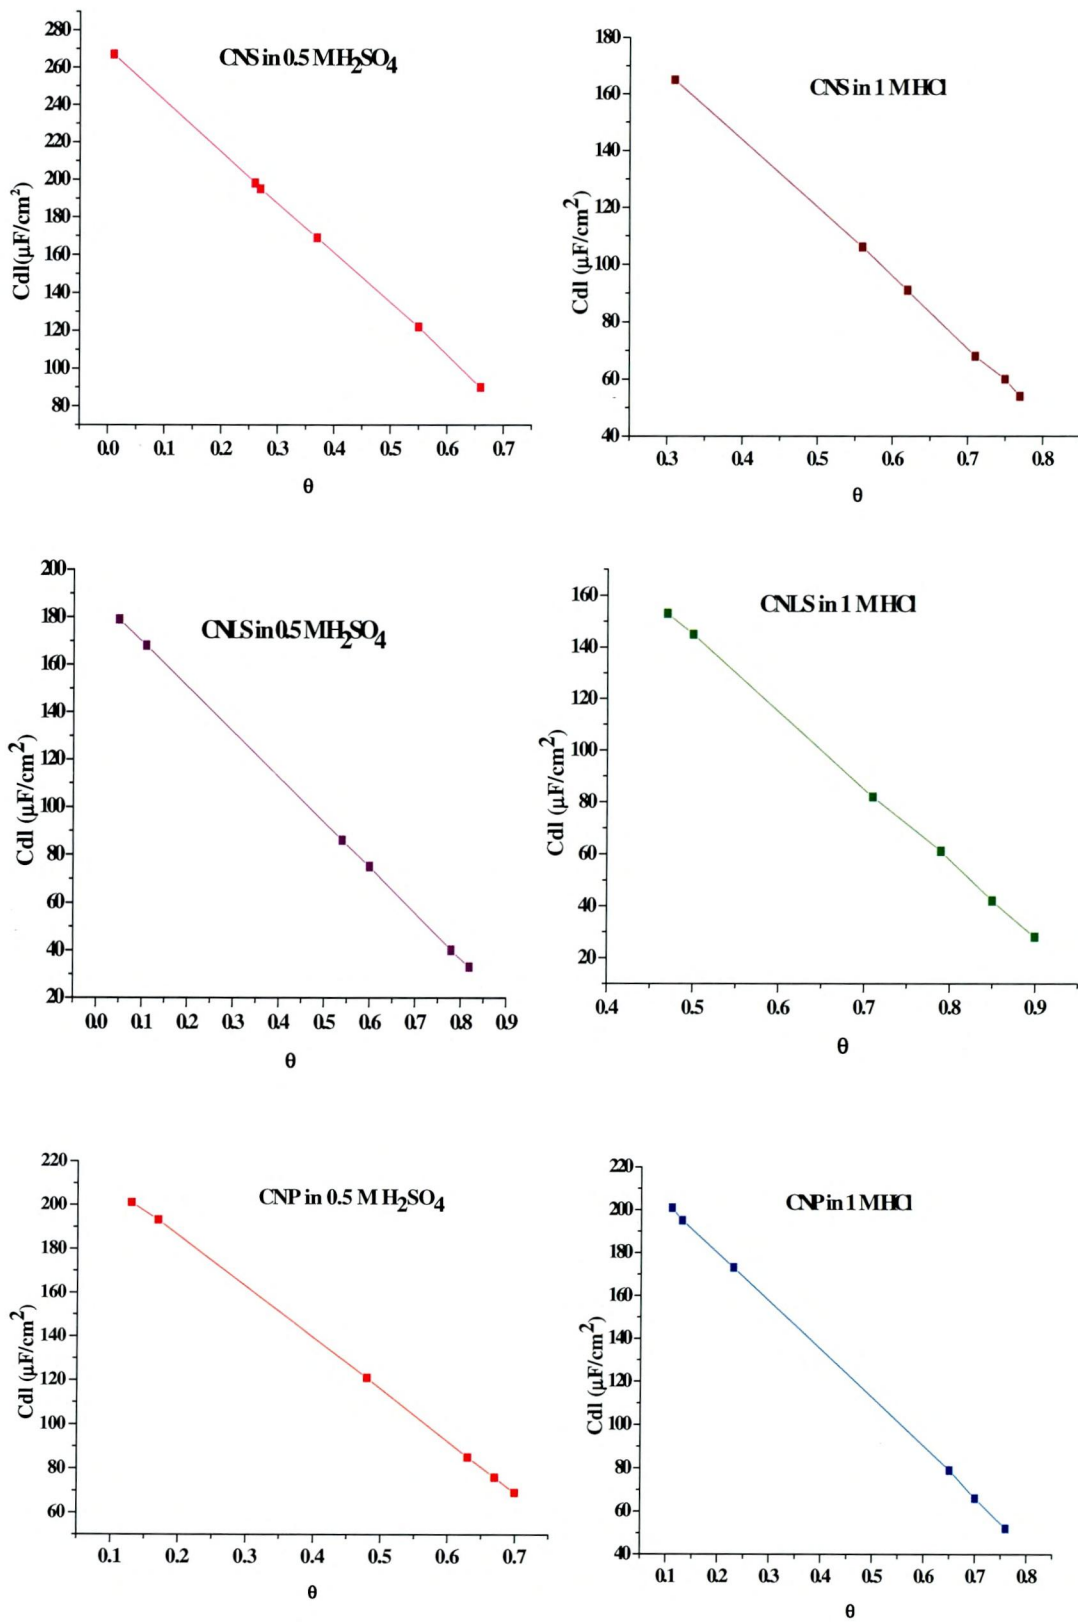 CNS in 0.5 M H₂SO₄
280
260
240
220
200
180
160
140
120
100
80
Cdl(μF/cm²)
0.0 0.1 0.2 0.3 0.4 0.5 0.6 0.7
θ
CNS in 1 M HCl
180
160
140
120
100
80
60
40
Cdl (μF/cm²)
0.3 0.4 0.5 0.6 0.7 0.8
θ
CNLS in 0.5 M H₂SO₄
200
180
160
140
120
100
80
60
40
20
Cdl (μF/cm²)
0.0 0.1 0.2 0.3 0.4 0.5 0.6 0.7 0.8 0.9
θ
CNLS in 1 M HCl
160
140
120
100
80
60
40
20
Cdl (μF/cm²)
0.4 0.5 0.6 0.7 0.8 0.9
θ
CNP in 0.5 M H₂SO₄
220
200
180
160
140
120
100
80
60
Cdl (μF/cm²)
0.1 0.2 0.3 0.4 0.5 0.6 0.7
θ
CNP in 1 M HCl
220
200
180
160
140
120
100
80
60
40
Cdl (μF/cm²)
0.1 0.2 0.3 0.4 0.5 0.6 0.7 0.8
θ